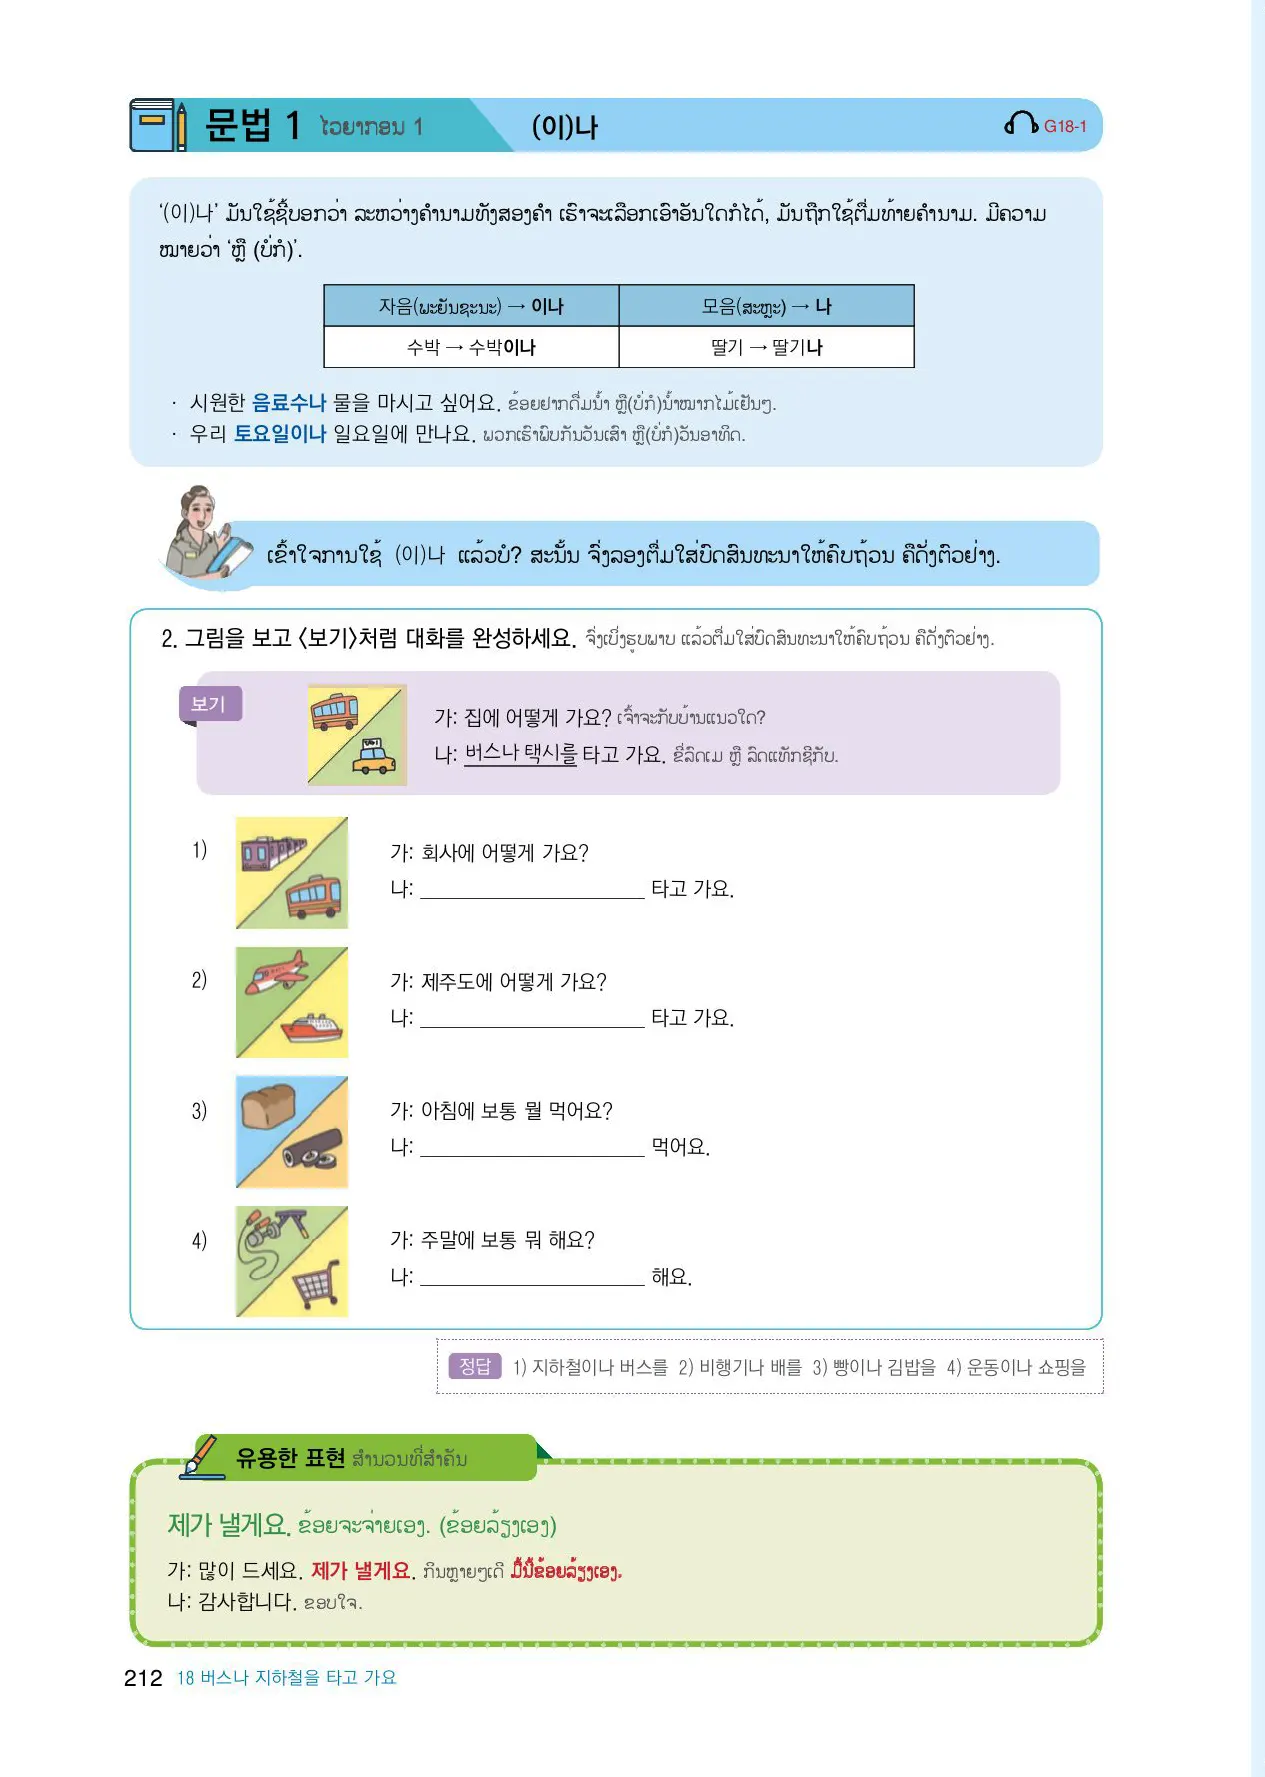 문법 1 ໄວຍາກອນ 1 (이)나 G18-1
‘(이)나’ ມັນໃຊ້ຊີ້ບອກວ່າ ລະຫວ່າງຄຳນາມທັງສອງຄຳ ເຮົາຈະເລືອກເອົາອັນໃດກໍໄດ້, ມັນຖືກໃຊ້ຕື່ມທ້າຍຄຳນາມ. ມີຄວາມ
ໝາຍວ່າ ‘ຫຼື (ບໍ່ກໍ)’.
자음(ພະຍັນຊະນະ) → 이나 모음(ສະຫຼະ) → 나
수박 → 수박이나 딸기 → 딸기나
· 시원한 음료수나 물을 마시고 싶어요. ຂ້ອຍຢາກດື່ມນ້ຳ ຫຼື(ບໍ່ກໍ)ນ້ຳໝາກໄມ້ເຢັນໆ.
· 우리 토요일이나 일요일에 만나요. ພວກເຮົາພົບກັນວັນເສົາ ຫຼື(ບໍ່ກໍ)ວັນອາທິດ.
ເຂົ້າໃຈການໃຊ້ (이)나 ແລ້ວບໍ? ສະນັ້ນ ຈົ່ງລອງຕື່ມໃສ່ບົດສົນທະນາໃຫ້ຄົບຖ້ວນ ຄືດັ່ງຕົວຢ່າງ.
2. 그림을 보고 〈보기〉처럼 대화를 완성하세요. ຈົ່ງເບິ່ງຮູບພາບ ແລ້ວຕື່ມໃສ່ບົດສົນທະນາໃຫ້ຄົບຖ້ວນ ຄືດັ່ງຕົວຢ່າງ.
보기
가: 집에 어떻게 가요? ເຈົ້າຈະກັບບ້ານແນວໃດ?
나: 버스나 택시를 타고 가요. ຂີ່ລົດເມ ຫຼື ລົດແທັກຊີກັບ.
1) 가: 회사에 어떻게 가요?
나: ____ 타고 가요.
2) 가: 제주도에 어떻게 가요?
나: ____ 타고 가요.
3) 가: 아침에 보통 뭘 먹어요?
나: ____ 먹어요.
4) 가: 주말에 보통 뭐 해요?
나: ____ 해요.
정답 1) 지하철이나 버스를 2) 비행기나 배를 3) 빵이나 김밥을 4) 운동이나 쇼핑을
유용한 표현 ສຳນວນທີ່ສຳຄັນ
제가 낼게요. ຂ້ອຍຈະຈ່າຍເອງ. (ຂ້ອຍລ້ຽງເອງ)
가: 많이 드세요. 제가 낼게요. ກິນຫຼາຍໆເດີ ມື້ນີ້ຂ້ອຍລ້ຽງເອງ.
나: 감사합니다. ຂອບໃຈ.
212 18 버스나 지하철을 타고 가요